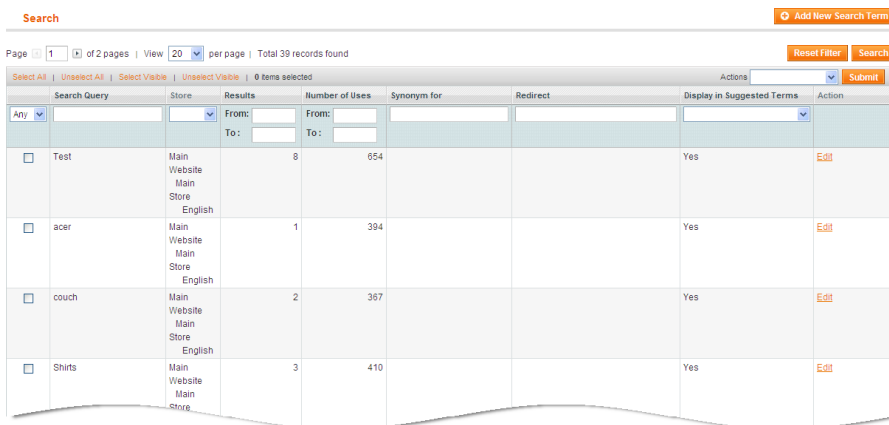 Search
Add New Search Term
Page 1 of 2 pages | View 20 per page | Total 39 records found
Reset Filter Search
Select All | Unselect All | Select Visible | Unselect Visible | 0 items selected
Actions Submit
Search Query Store Results Number of Uses Synonym for Redirect Display in Suggested Terms Action
Any From: From:
To : To :
Test Main 8 654 Yes Edit
Website
Main
Store
English
acer Main 1 394 Yes Edit
Website
Main
Store
English
couch Main 2 367 Yes Edit
Website
Main
Store
English
Shirts Main 3 410 Yes Edit
Website
Main
Store